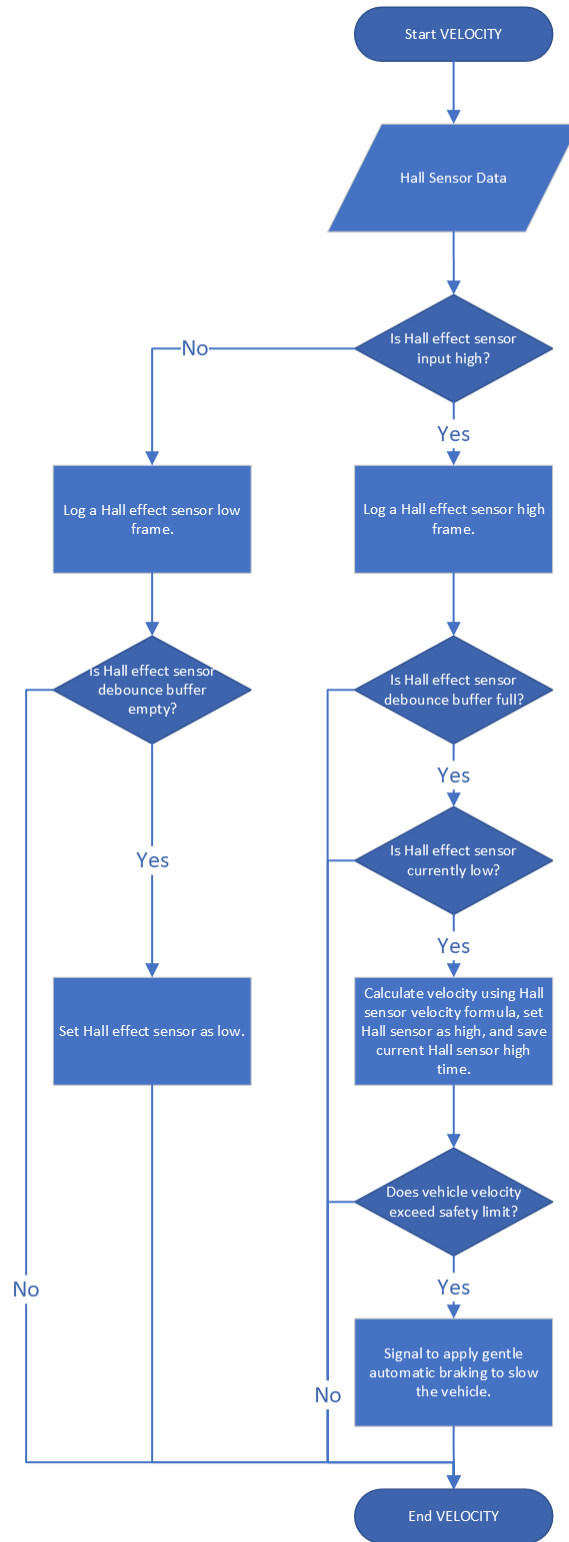 Start VELOCITY
Hall Sensor Data
Is Hall effect sensor
input high?
No
Yes
Log a Hall effect sensor low
frame.
Log a Hall effect sensor high
frame.
Is Hall effect sensor
debounce buffer
empty?
Is Hall effect sensor
debounce buffer full?
Yes
Is Hall effect sensor
currently low?
Yes
Yes
Set Hall effect sensor as low.
Calculate velocity using Hall
sensor velocity formula, set
Hall sensor as high, and save
current Hall sensor high
time.
Does vehicle velocity
exceed safety limit?
No
Yes
Signal to apply gentle
automatic braking to slow
the vehicle.
No
End VELOCITY